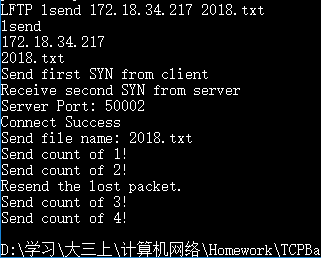 LFTP lsend 172.18.34.217 2018.txt
lsend
172.18.34.217
2018.txt
Send first SYN from client
Receive second SYN from server
Server Port: 50002
Connect Success
Send file name: 2018.txt
Send count of 1!
Send count of 2!
Resend the lost packet.
Send count of 3!
Send count of 4!
D:\学习\大三上\计算机网络\Homework\TCPBa